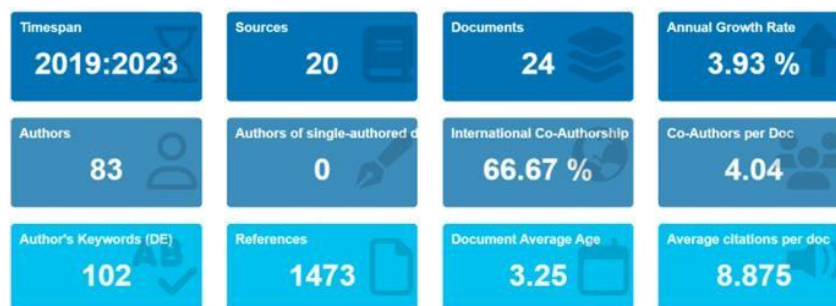 Timespan
2019:2023
Sources
20
Documents
24
Annual Growth Rate
3.93 %
Authors
83
Authors of single-authored d
0
International Co-Authorship
66.67 %
Co-Authors per Doc
4.04
Author's Keywords (DE)
AB
102
References
1473
Document Average Age
3.25
Average citations per doc
8.875